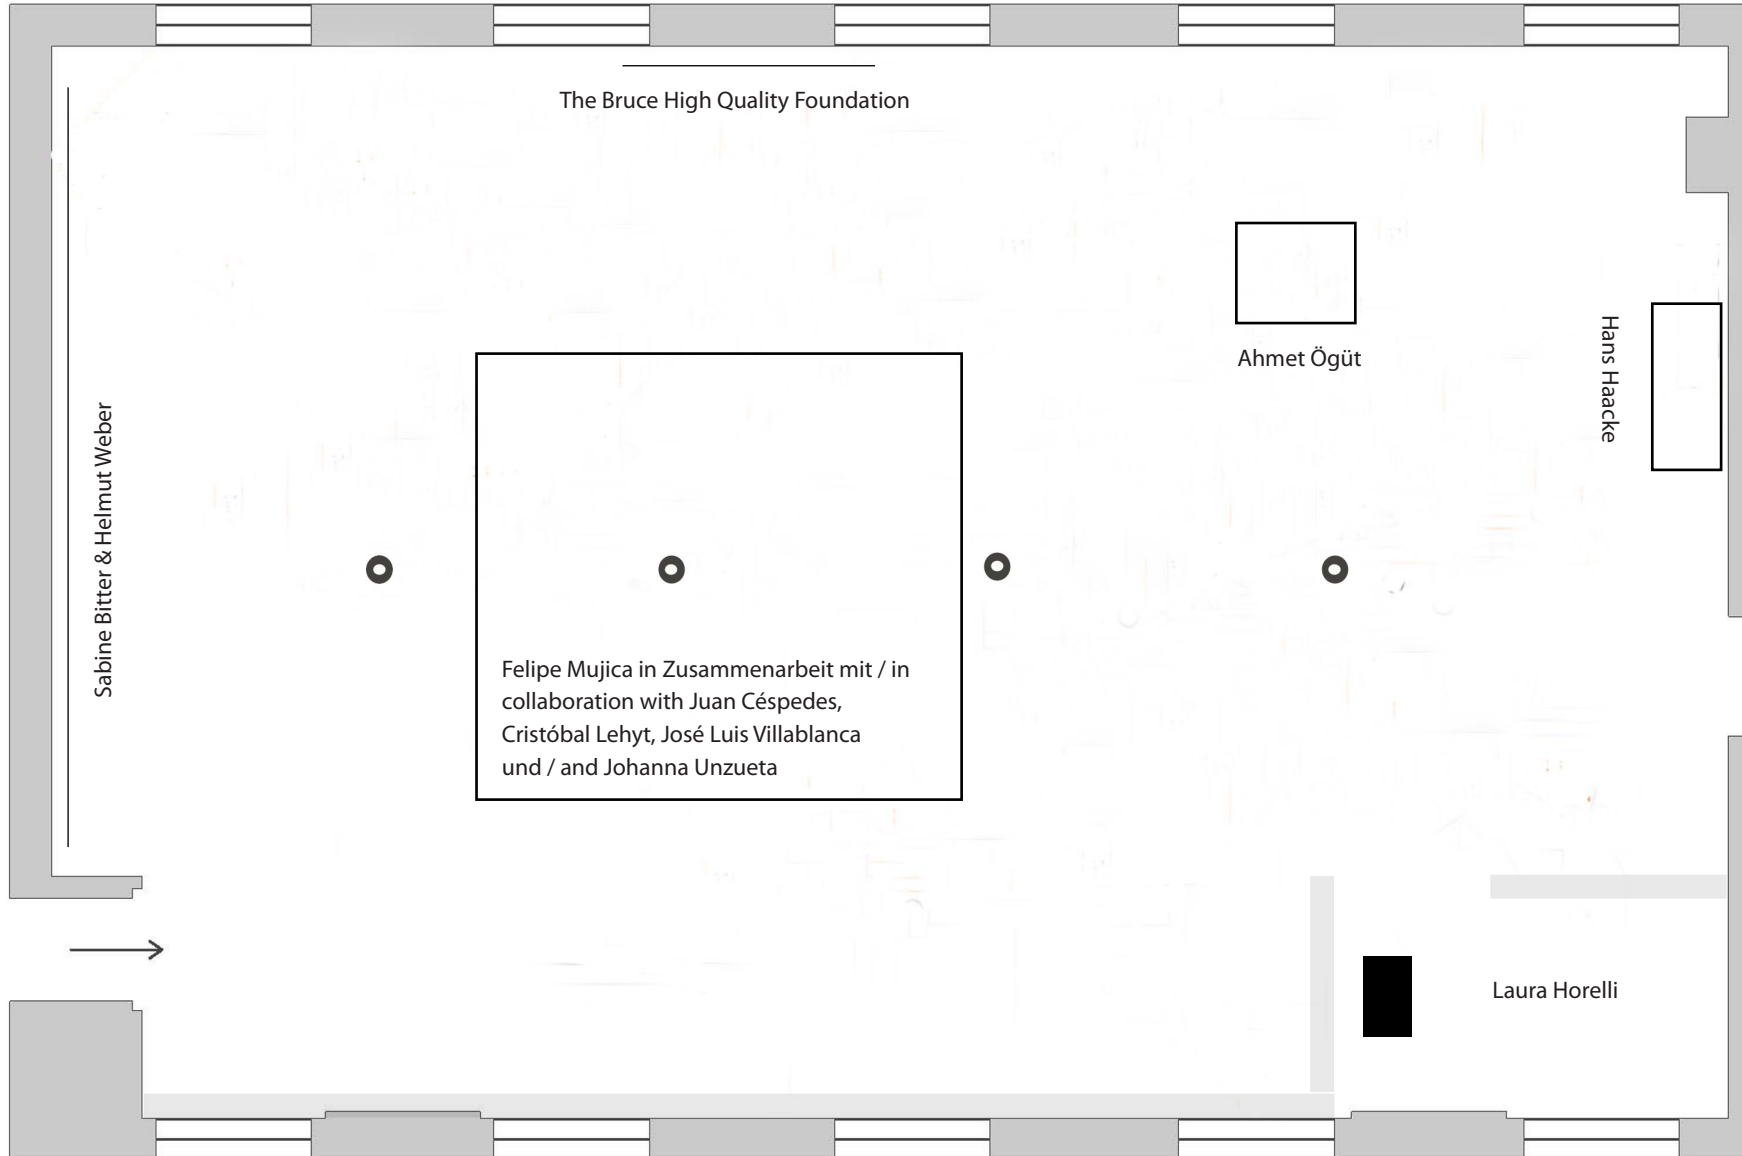 The Bruce High Quality Foundation
Sabine Bitter & Helmut Weber
Ahmet Ögüt
Hans Haacke
Felipe Mujica in Zusammenarbeit mit / in
collaboration with Juan Céspedes,
Cristóbal Lehyt, José Luis Villablanca
und / and Johanna Unzueta
Laura Horelli